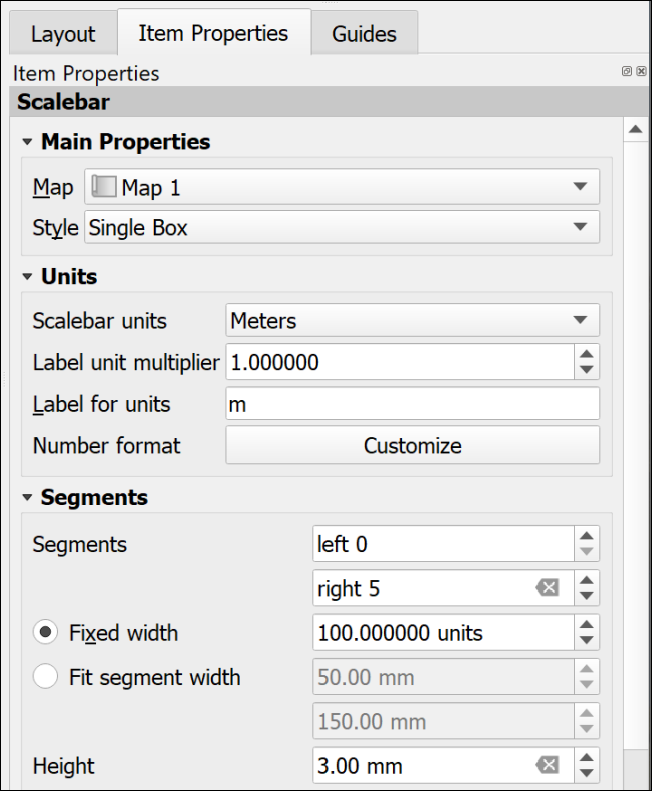 Layout Item Properties Guides
Item Properties
Scalebar
Main Properties
Map Map 1
Style Single Box
Units
Scalebar units Meters
Label unit multiplier 1.000000
Label for units m
Number format Customize
Segments
Segments left 0
right 5
Fixed width 100.000000 units
Fit segment width 50.00 mm
150.00 mm
Height 3.00 mm